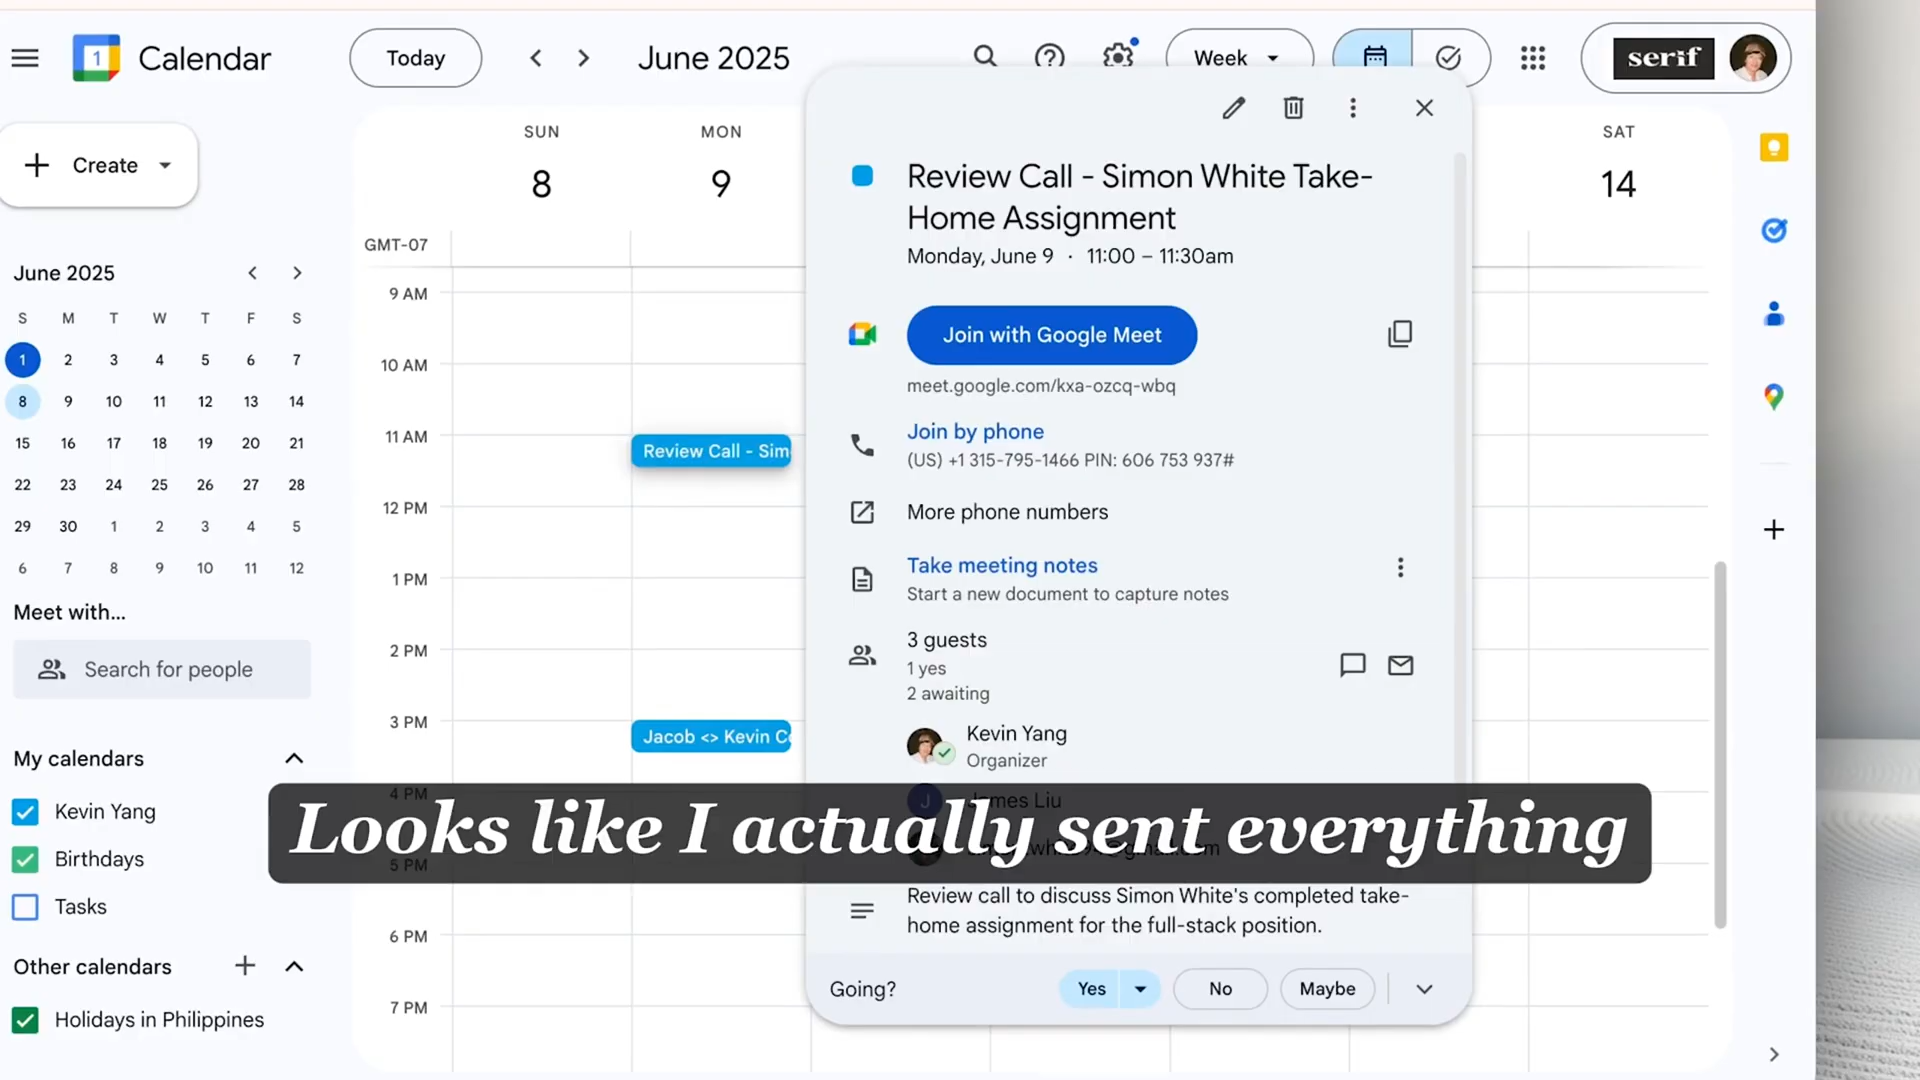 Calendar
Today
June 2025
Week
serif
Create
SUN
MON
SAT
8
9
14
GMT-07
June 2025
S M T W T F S
1 2 3 4 5 6 7
8 9 10 11 12 13 14
15 16 17 18 19 20 21
22 23 24 25 26 27 28
29 30 1 2 3 4 5
6 7 8 9 10 11 12
Meet with...
Search for people
My calendars
Kevin Yang
Birthdays
Tasks
Other calendars
Holidays in Philippines
9 AM
10 AM
11 AM
12 PM
1 PM
2 PM
3 PM
4 PM
5 PM
6 PM
7 PM
Review Call - Sim
Jacob <> Kevin C
Review Call - Simon White Take-
Home Assignment
Monday, June 9 · 11:00 – 11:30am
Join with Google Meet
meet.google.com/kxa-ozcq-wbq
Join by phone
(US) +1 315-795-1466 PIN: 606 753 937#
More phone numbers
Take meeting notes
Start a new document to capture notes
3 guests
1 yes
2 awaiting
Kevin Yang
Organizer
James Liu
Looks like I actually sent everything
Review call to discuss Simon White's completed take-
home assignment for the full-stack position.
Going?
Yes
No
Maybe